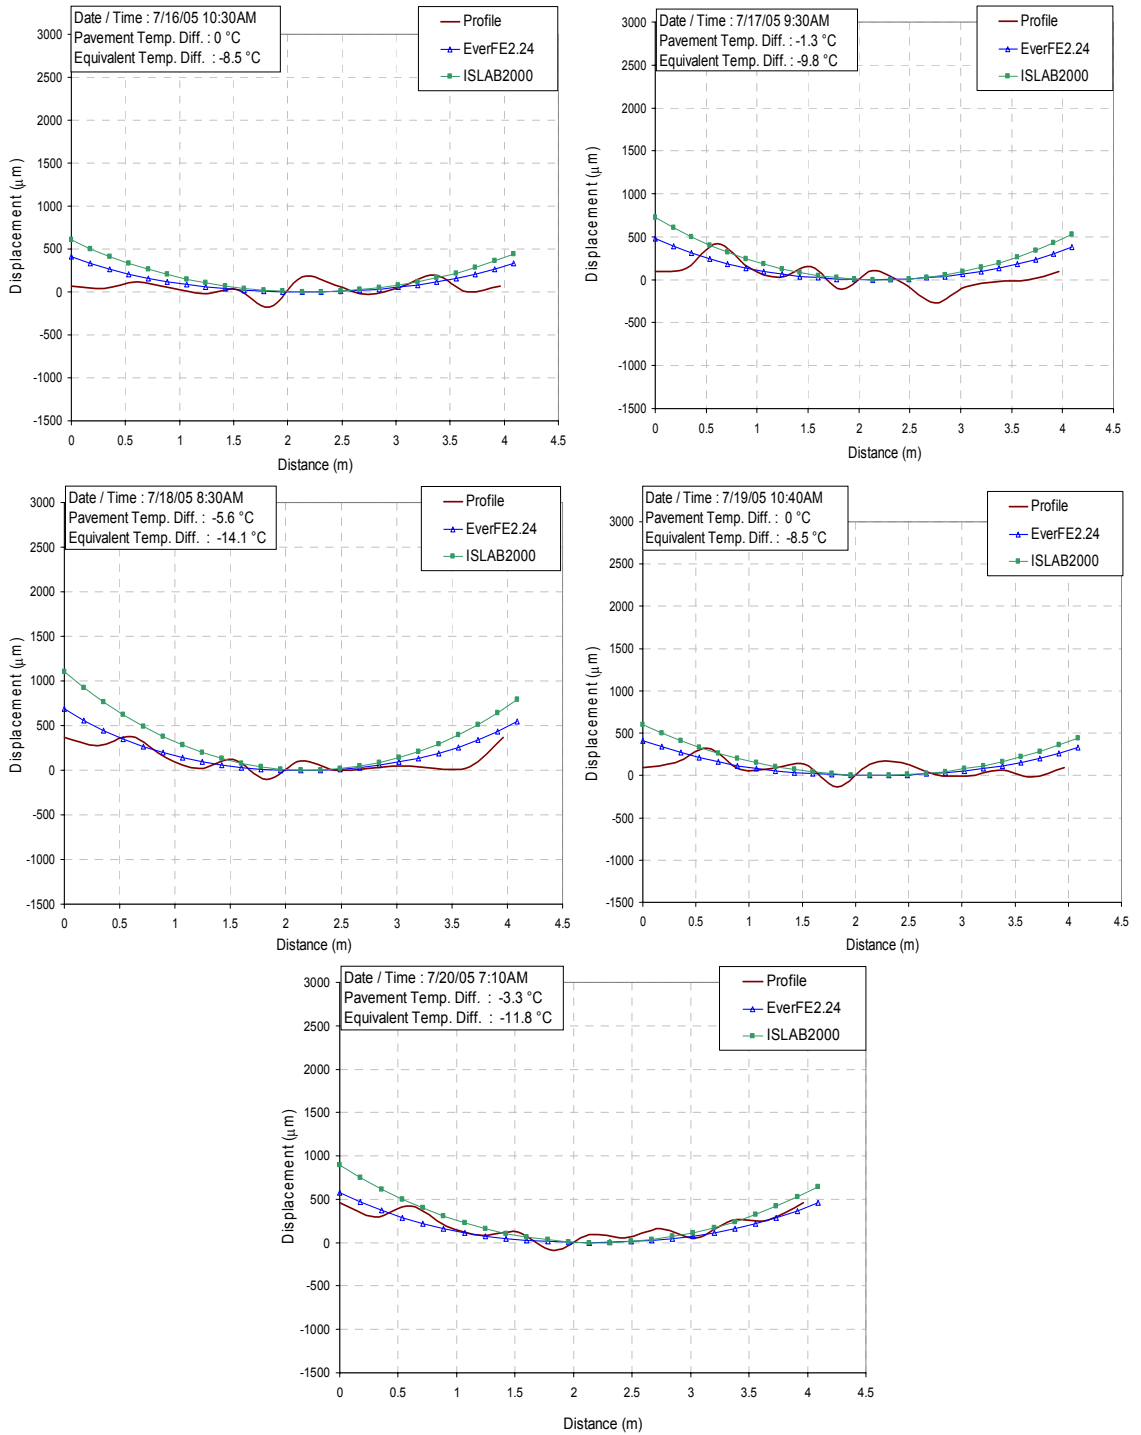 Date / Time : 7/16/05 10:30AM
Pavement Temp. Diff. : 0 °C
Equivalent Temp. Diff. : -8.5 °C
Profile
EverFE2.24
ISLAB2000
3000
2500
2000
1500
1000
500
0
-500
-1000
-1500
Displacement (μm)
0 0.5 1 1.5 2 2.5 3 3.5 4 4.5
Distance (m)
Date / Time : 7/17/05 9:30AM
Pavement Temp. Diff. : -1.3 °C
Equivalent Temp. Diff. : -9.8 °C
Profile
EverFE2.24
ISLAB2000
3000
2500
2000
1500
1000
500
0
-500
-1000
-1500
Displacement (μm)
0 0.5 1 1.5 2 2.5 3 3.5 4 4.5
Distance (m)
Date / Time : 7/18/05 8:30AM
Pavement Temp. Diff. : -5.6 °C
Equivalent Temp. Diff. : -14.1 °C
Profile
EverFE2.24
ISLAB2000
3000
2500
2000
1500
1000
500
0
-500
-1000
-1500
Displacement (μm)
0 0.5 1 1.5 2 2.5 3 3.5 4 4.5
Distance (m)
Date / Time : 7/19/05 10:40AM
Pavement Temp. Diff. : 0 °C
Equivalent Temp. Diff. : -8.5 °C
Profile
EverFE2.24
ISLAB2000
3000
2500
2000
1500
1000
500
0
-500
-1000
-1500
Displacement (μm)
0 0.5 1 1.5 2 2.5 3 3.5 4 4.5
Distance (m)
Date / Time : 7/20/05 7:10AM
Pavement Temp. Diff. : -3.3 °C
Equivalent Temp. Diff. : -11.8 °C
Profile
EverFE2.24
ISLAB2000
3000
2500
2000
1500
1000
500
0
-500
-1000
-1500
Displacement (μm)
0 0.5 1 1.5 2 2.5 3 3.5 4 4.5
Distance (m)